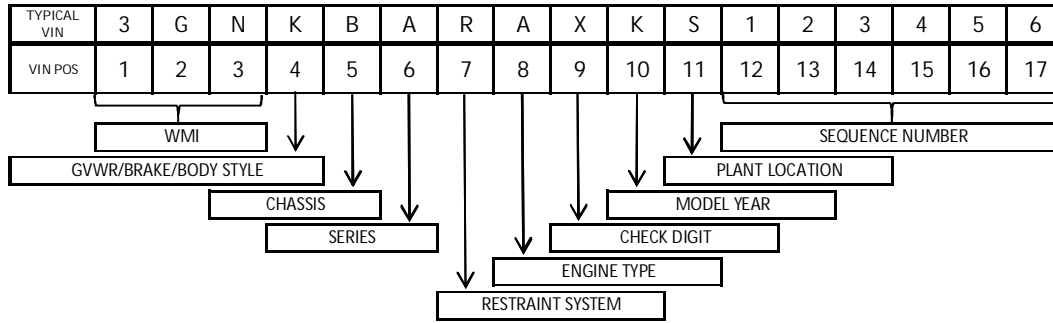 TYPICAL VIN 3 G N K B A R A X K S 1 2 3 4 5 6
VIN POS 1 2 3 4 5 6 7 8 9 10 11 12 13 14 15 16 17
WMI SEQUENCE NUMBER
GVWR/BRAKE/BODY STYLE PLANT LOCATION
CHASSIS MODEL YEAR
SERIES CHECK DIGIT
ENGINE TYPE
RESTRAINT SYSTEM